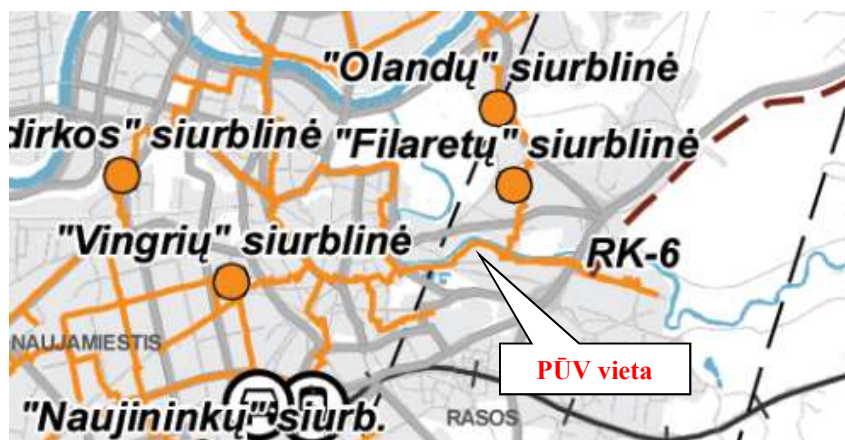 "Olandų" siurblinė
dirkos" siurblinė
"Filaretų" siurblinė
"Vingrių" siurblinė
RK-6
NAUJAMIESTIS
PŪV vieta
"Naujininkų" siurb.
RASOS